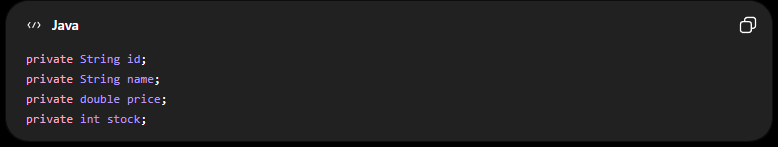 Java
private String id;
private String name;
private double price;
private int stock;